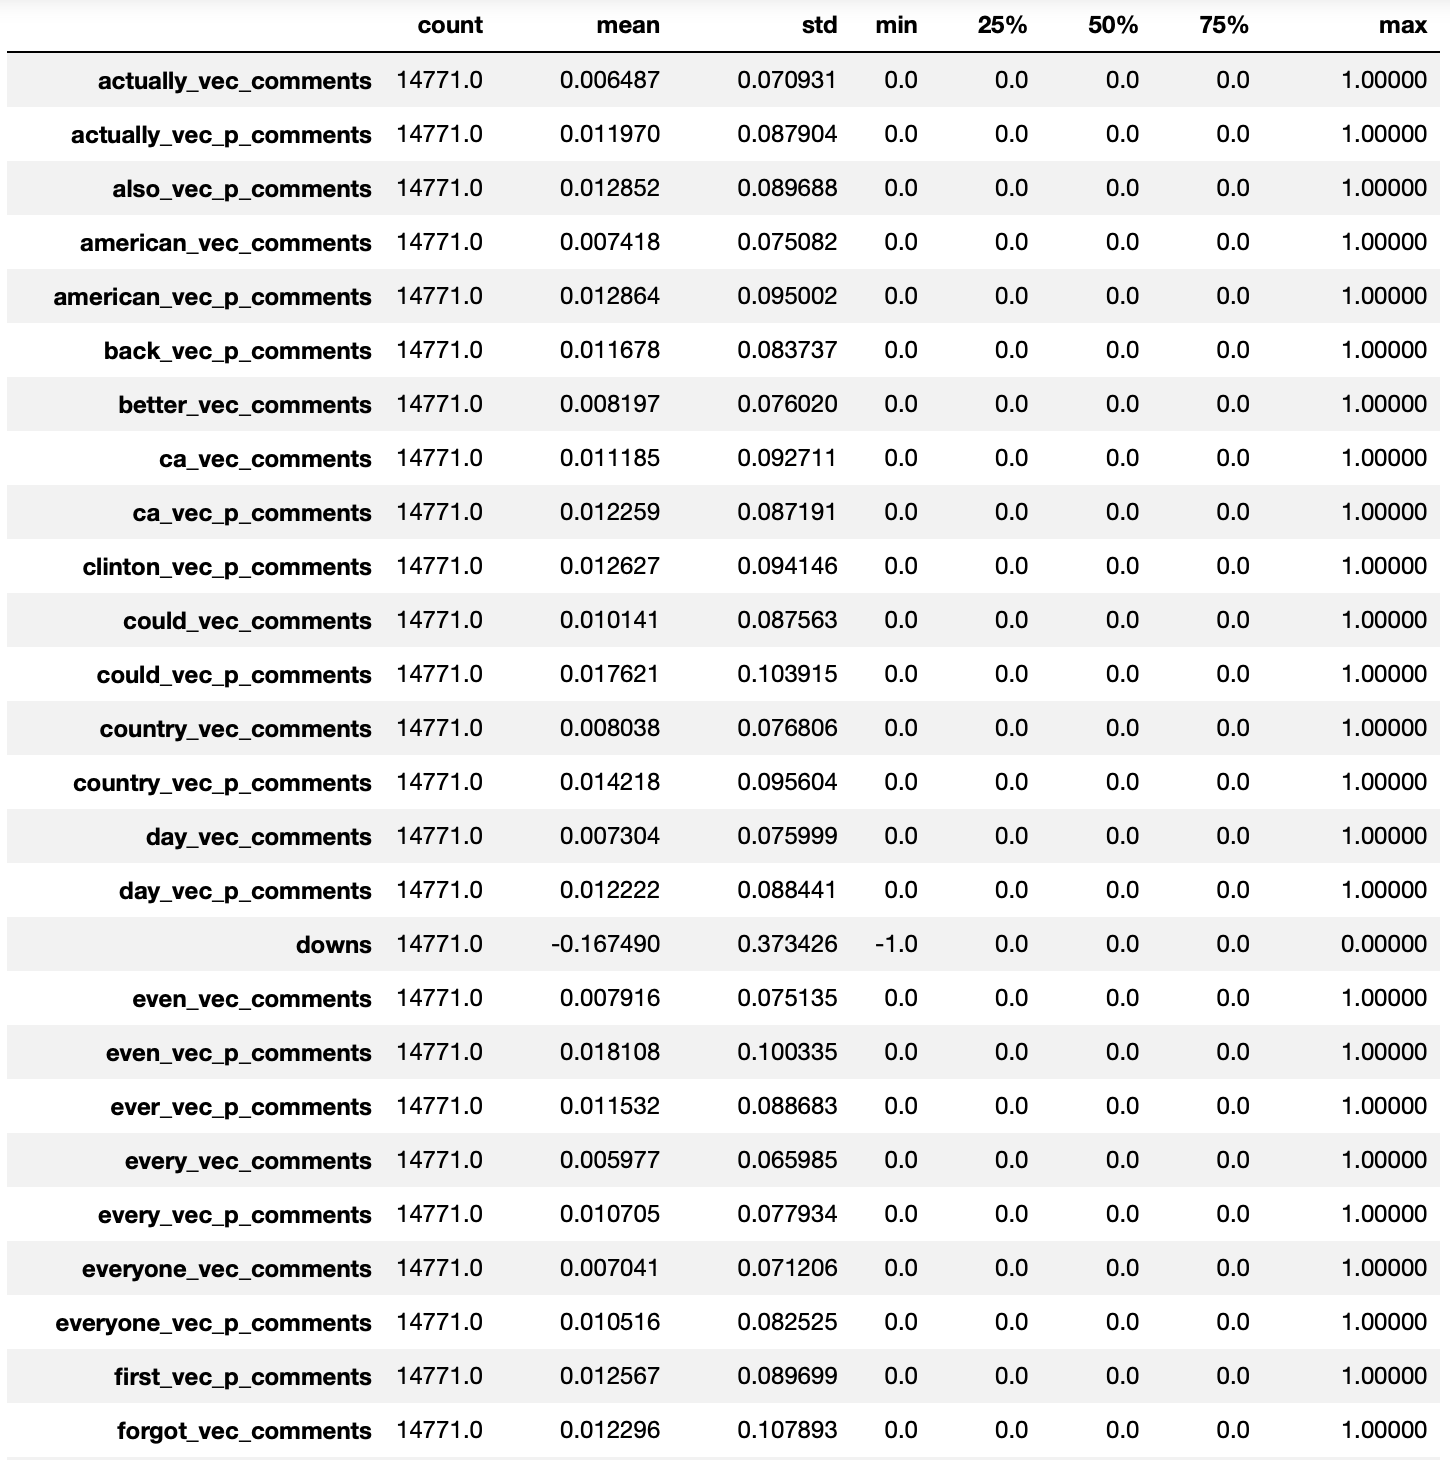 count mean std min 25% 50% 75% max
actually_vec_comments 14771.0 0.006487 0.070931 0.0 0.0 0.0 0.0 1.00000
actually_vec_p_comments 14771.0 0.011970 0.087904 0.0 0.0 0.0 0.0 1.00000
also_vec_p_comments 14771.0 0.012852 0.089688 0.0 0.0 0.0 0.0 1.00000
american_vec_comments 14771.0 0.007418 0.075082 0.0 0.0 0.0 0.0 1.00000
american_vec_p_comments 14771.0 0.012864 0.095002 0.0 0.0 0.0 0.0 1.00000
back_vec_p_comments 14771.0 0.011678 0.083737 0.0 0.0 0.0 0.0 1.00000
better_vec_comments 14771.0 0.008197 0.076020 0.0 0.0 0.0 0.0 1.00000
ca_vec_comments 14771.0 0.011185 0.092711 0.0 0.0 0.0 0.0 1.00000
ca_vec_p_comments 14771.0 0.012259 0.087191 0.0 0.0 0.0 0.0 1.00000
clinton_vec_p_comments 14771.0 0.012627 0.094146 0.0 0.0 0.0 0.0 1.00000
could_vec_comments 14771.0 0.010141 0.087563 0.0 0.0 0.0 0.0 1.00000
could_vec_p_comments 14771.0 0.017621 0.103915 0.0 0.0 0.0 0.0 1.00000
country_vec_comments 14771.0 0.008038 0.076806 0.0 0.0 0.0 0.0 1.00000
country_vec_p_comments 14771.0 0.014218 0.095604 0.0 0.0 0.0 0.0 1.00000
day_vec_comments 14771.0 0.007304 0.075999 0.0 0.0 0.0 0.0 1.00000
day_vec_p_comments 14771.0 0.012222 0.088441 0.0 0.0 0.0 0.0 1.00000
downs 14771.0 -0.167490 0.373426 -1.0 0.0 0.0 0.0 0.00000
even_vec_comments 14771.0 0.007916 0.075135 0.0 0.0 0.0 0.0 1.00000
even_vec_p_comments 14771.0 0.018108 0.100335 0.0 0.0 0.0 0.0 1.00000
ever_vec_p_comments 14771.0 0.011532 0.088683 0.0 0.0 0.0 0.0 1.00000
every_vec_comments 14771.0 0.005977 0.065985 0.0 0.0 0.0 0.0 1.00000
every_vec_p_comments 14771.0 0.010705 0.077934 0.0 0.0 0.0 0.0 1.00000
everyone_vec_comments 14771.0 0.007041 0.071206 0.0 0.0 0.0 0.0 1.00000
everyone_vec_p_comments 14771.0 0.010516 0.082525 0.0 0.0 0.0 0.0 1.00000
first_vec_p_comments 14771.0 0.012567 0.089699 0.0 0.0 0.0 0.0 1.00000
forgot_vec_comments 14771.0 0.012296 0.107893 0.0 0.0 0.0 0.0 1.00000